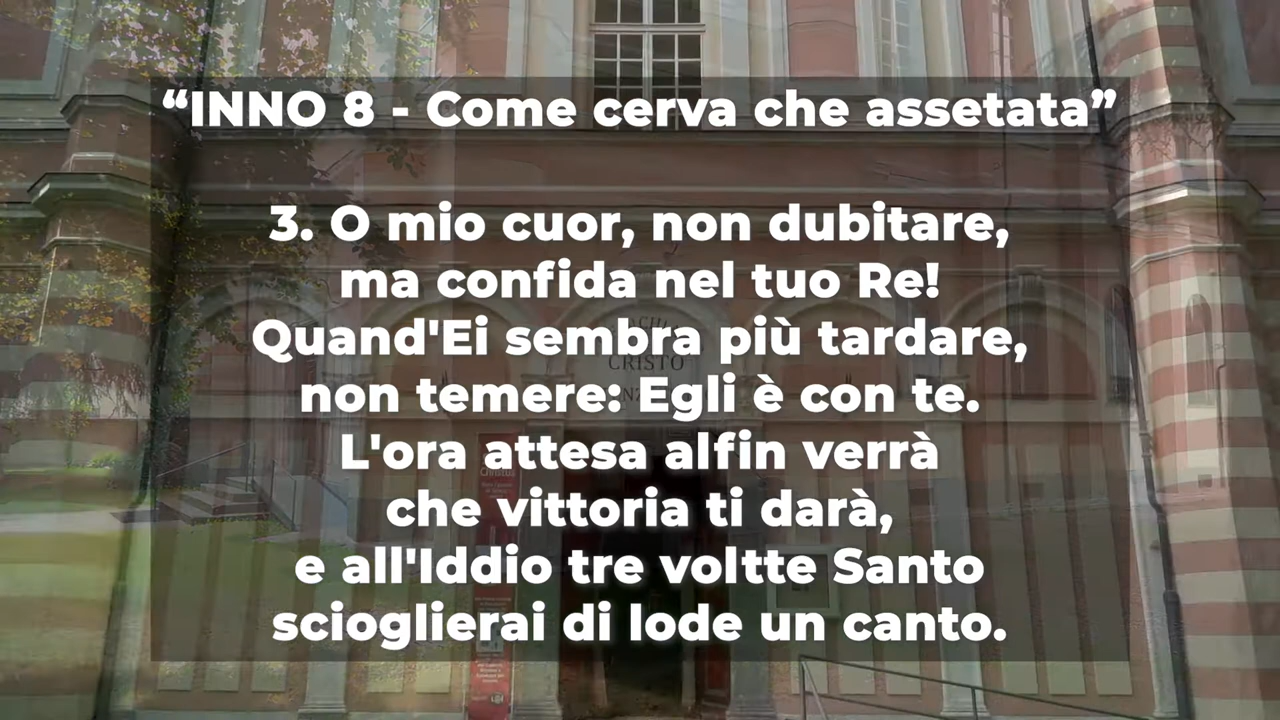 “INNO 8 - Come cerva che assetata”
3. O mio cuor, non dubitare,
ma confida nel tuo Re!
Quand'Ei sembra più tardare,
non temere: Egli è con te.
L'ora attesa alfin verrà
che vittoria ti darà,
e all'Iddio tre voltte Santo
scioglierai di lode un canto.
CRISTO